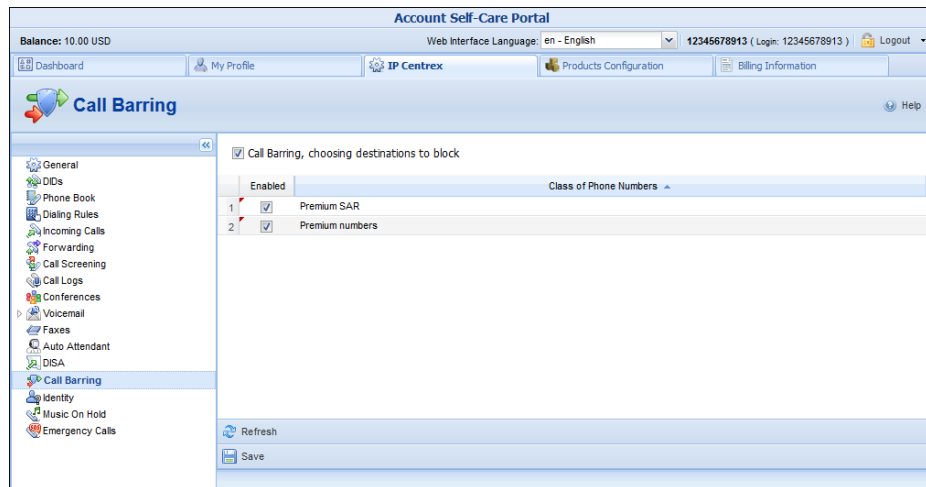 Account Self-Care Portal
Balance: 10.00 USD Web Interface Language: en - English 12345678913 ( Login: 12345678913 ) Logout
Dashboard My Profile IP Centrex Products Configuration Billing Information
Call Barring Help
General
DIDs
Phone Book
Dialing Rules
Incoming Calls
Forwarding
Call Screening
Call Logs
Conferences
Voicemail
Faxes
Auto Attendant
DISA
Call Barring
Identity
Music On Hold
Emergency Calls
Call Barring, choosing destinations to block
Enabled Class of Phone Numbers
1 Premium SAR
2 Premium numbers
Refresh
Save